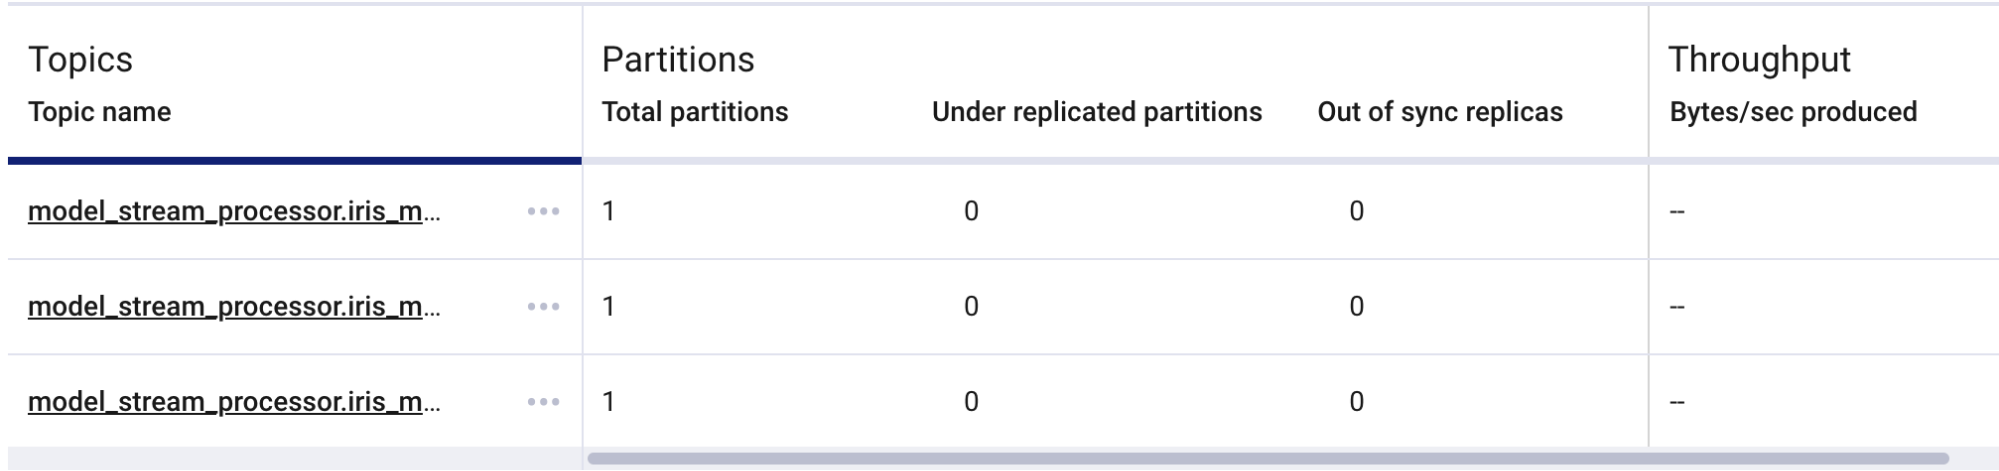 Topics Partitions Throughput
Topic name Total partitions Under replicated partitions Out of sync replicas Bytes/sec produced
model_stream_processor.iris_m... ••• 1 0 0 --
model_stream_processor.iris_m... ••• 1 0 0 --
model_stream_processor.iris_m... ••• 1 0 0 --